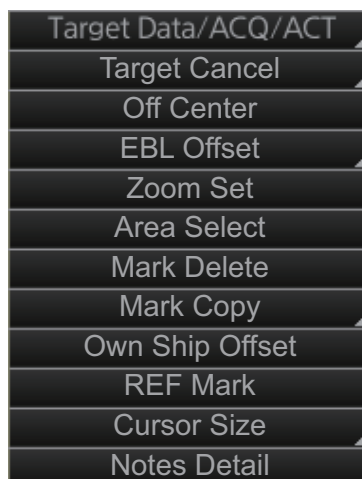 Target Data/ACQ/ACT
Target Cancel
Off Center
EBL Offset
Zoom Set
Area Select
Mark Delete
Mark Copy
Own Ship Offset
REF Mark
Cursor Size
Notes Detail